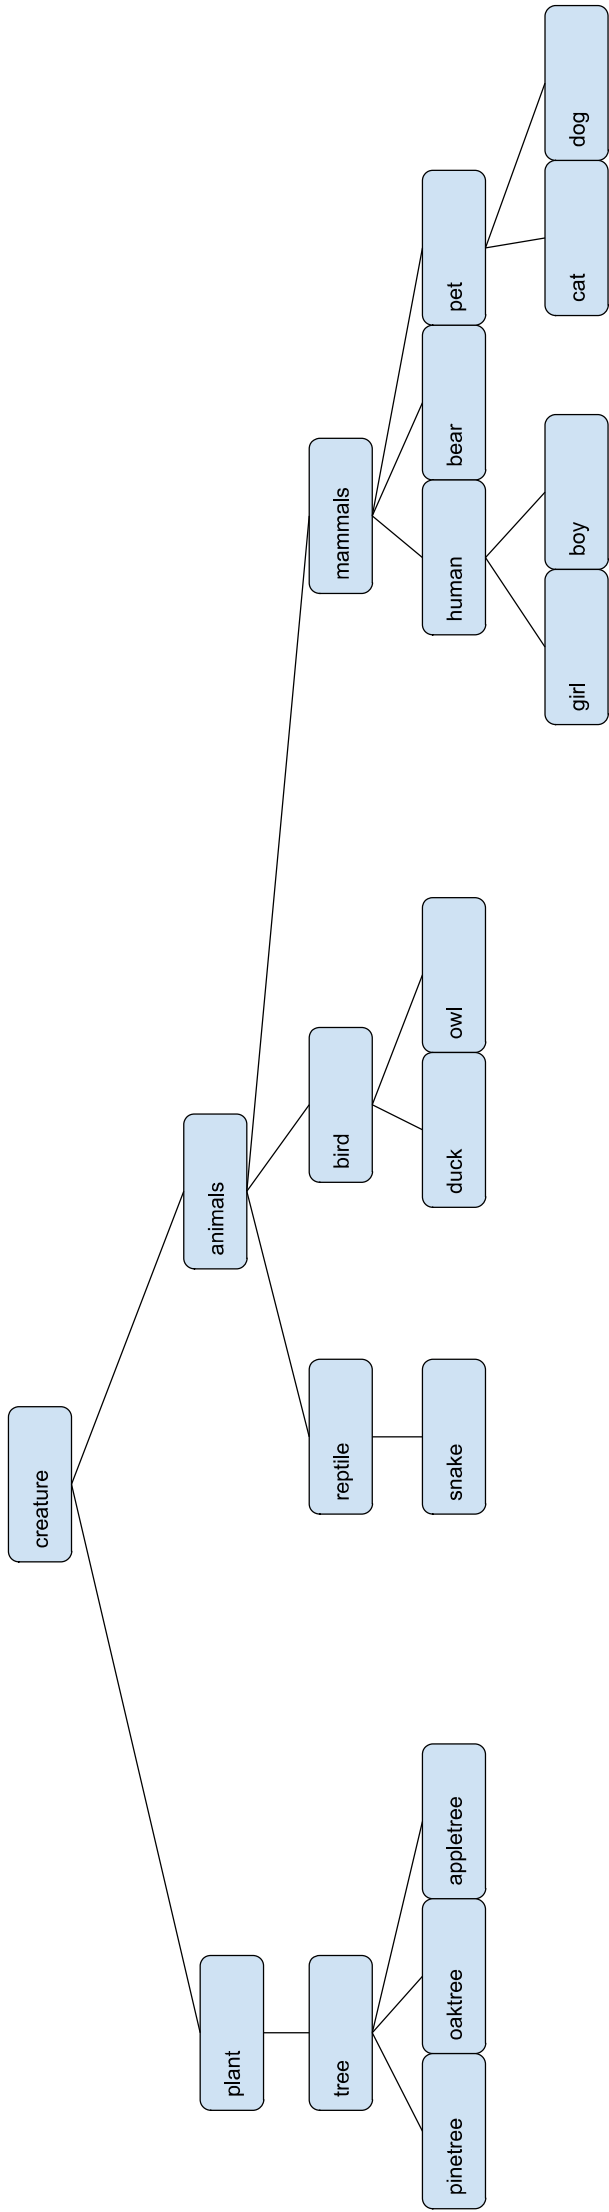 creature
plant
animals
tree
reptile
bird
mammals
pinetree
oaktree
appletree
snake
duck
owl
human
bear
pet
girl
boy
cat
dog